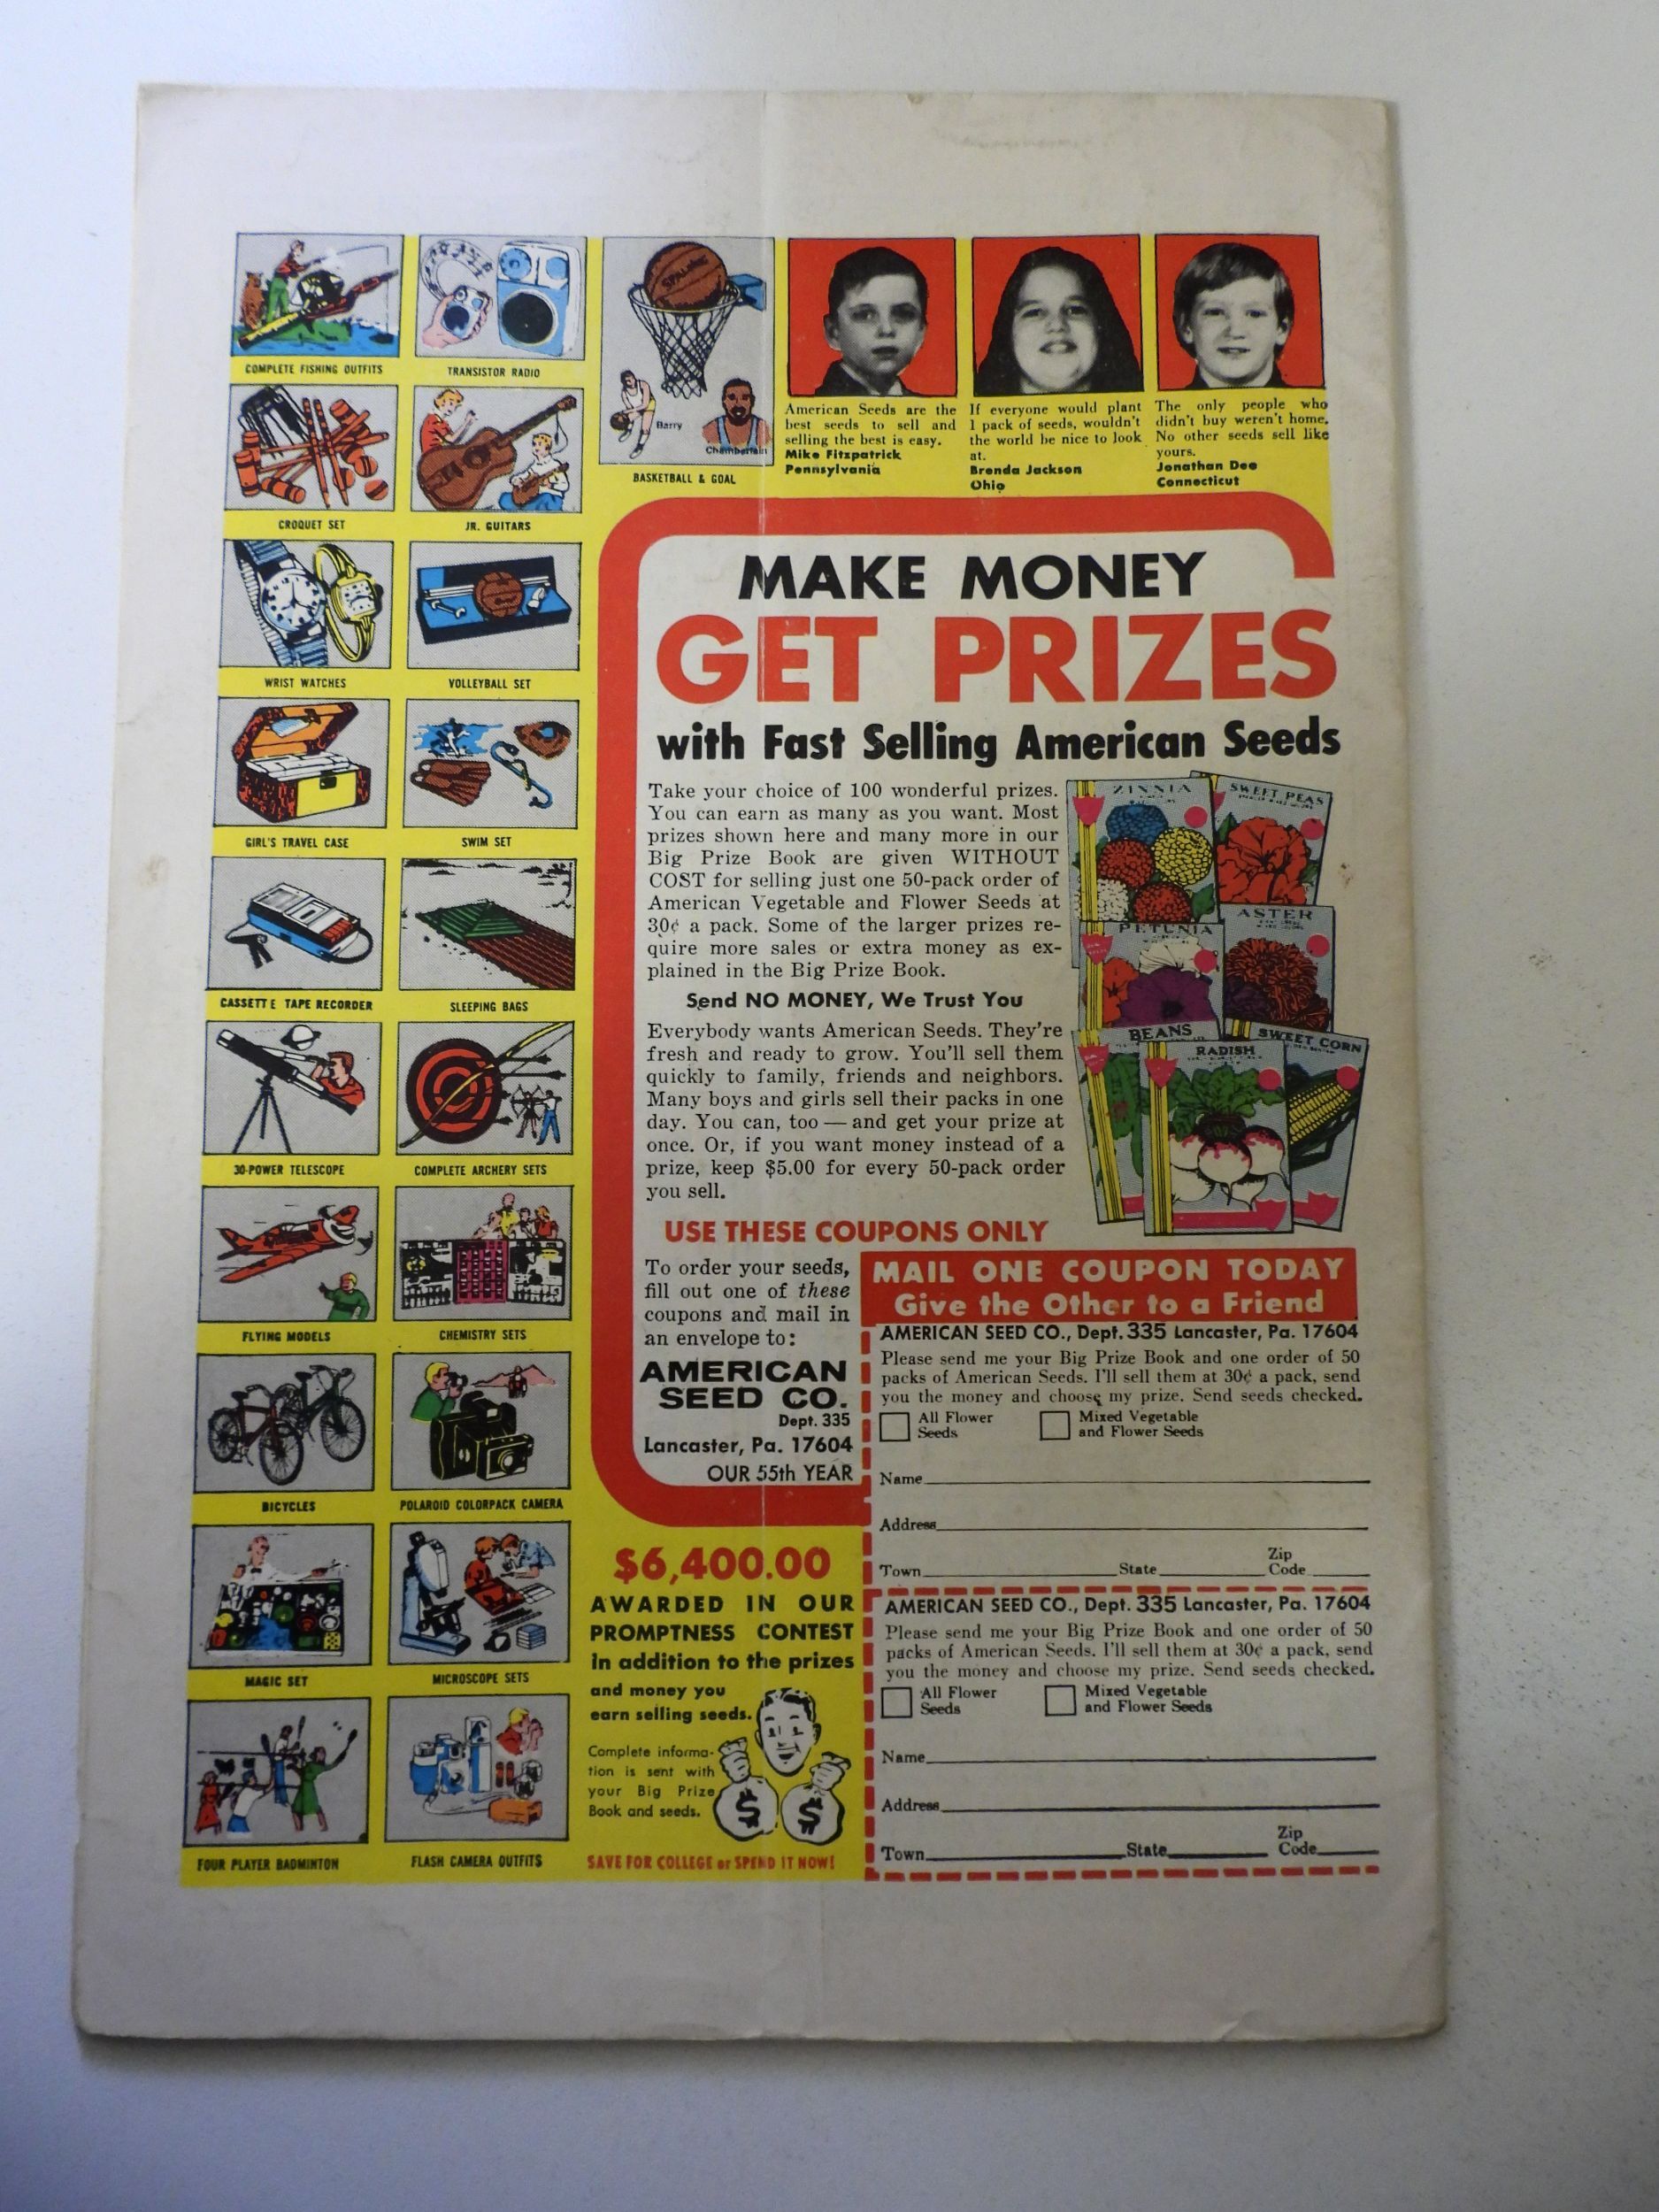 COMPLETE FISHING OUTFITS
TRANSISTOR RADIO
CROQUET SET
JR. GUITARS
WRIST WATCHES
VOLLEYBALL SET
GIRL'S TRAVEL CASE
SWIM SET
CASSETTE TAPE RECORDER
SLEEPING BAGS
30-POWER TELESCOPE
COMPLETE ARCHERY SETS
FLYING MODELS
CHEMISTRY SETS
BICYCLES
POLAROID COLORPACK CAMERA
MAGIC SET
MICROSCOPE SETS
FOUR PLAYER BADMINTON
FLASH CAMERA OUTFITS
SPALDING
Barry
Chamberlain
BASKETBALL & GOAL
American Seeds are the
best seeds to sell and
selling the best is easy.
Mike Fitzpatrick
Pennsylvania
If everyone would plant
1 pack of seeds, wouldn't
the world be nice to look
at.
Brenda Jackson
Ohio
The only people who
didn't buy weren't home.
No other seeds sell like
yours.
Jonathan Dee
Connecticut
MAKE MONEY
GET PRIZES
with Fast Selling American Seeds
Take your choice of 100 wonderful prizes.
You can earn as many as you want. Most
prizes shown here and many more in our
Big Prize Book are given WITHOUT
COST for selling just one 50-pack order of
American Vegetable and Flower Seeds at
30¢ a pack. Some of the larger prizes re-
quire more sales or extra money as ex-
plained in the Big Prize Book.
Send NO MONEY, We Trust You
Everybody wants American Seeds. They're
fresh and ready to grow. You'll sell them
quickly to family, friends and neighbors.
Many boys and girls sell their packs in one
day. You can, too — and get your prize at
once. Or, if you want money instead of a
prize, keep $5.00 for every 50-pack order
you sell.
ZINNIA
SWEET PEAS
PETUNIA
ASTER
BEANS
RADISH
SWEET CORN
USE THESE COUPONS ONLY
To order your seeds,
fill out one of these
coupons and mail in
an envelope to:
AMERICAN
SEED CO.
Dept. 335
Lancaster, Pa. 17604
OUR 55th YEAR
MAIL ONE COUPON TODAY
Give the Other to a Friend
AMERICAN SEED CO., Dept. 335 Lancaster, Pa. 17604
Please send me your Big Prize Book and one order of 50
packs of American Seeds. I'll sell them at 30¢ a pack, send
you the money and choose my prize. Send seeds checked.
All Flower
Seeds
Mixed Vegetable
and Flower Seeds
Name
Address
Town State Zip Code
AMERICAN SEED CO., Dept. 335 Lancaster, Pa. 17604
Please send me your Big Prize Book and one order of 50
packs of American Seeds. I'll sell them at 30¢ a pack, send
you the money and choose my prize. Send seeds checked.
All Flower
Seeds
Mixed Vegetable
and Flower Seeds
Name
Address
Town State Zip Code
$6,400.00
AWARDED IN OUR
PROMPTNESS CONTEST
in addition to the prizes
and money you
earn selling seeds.
Complete informa-
tion is sent with
your Big Prize
Book and seeds.
$ $
SAVE FOR COLLEGE or SPEND IT NOW!